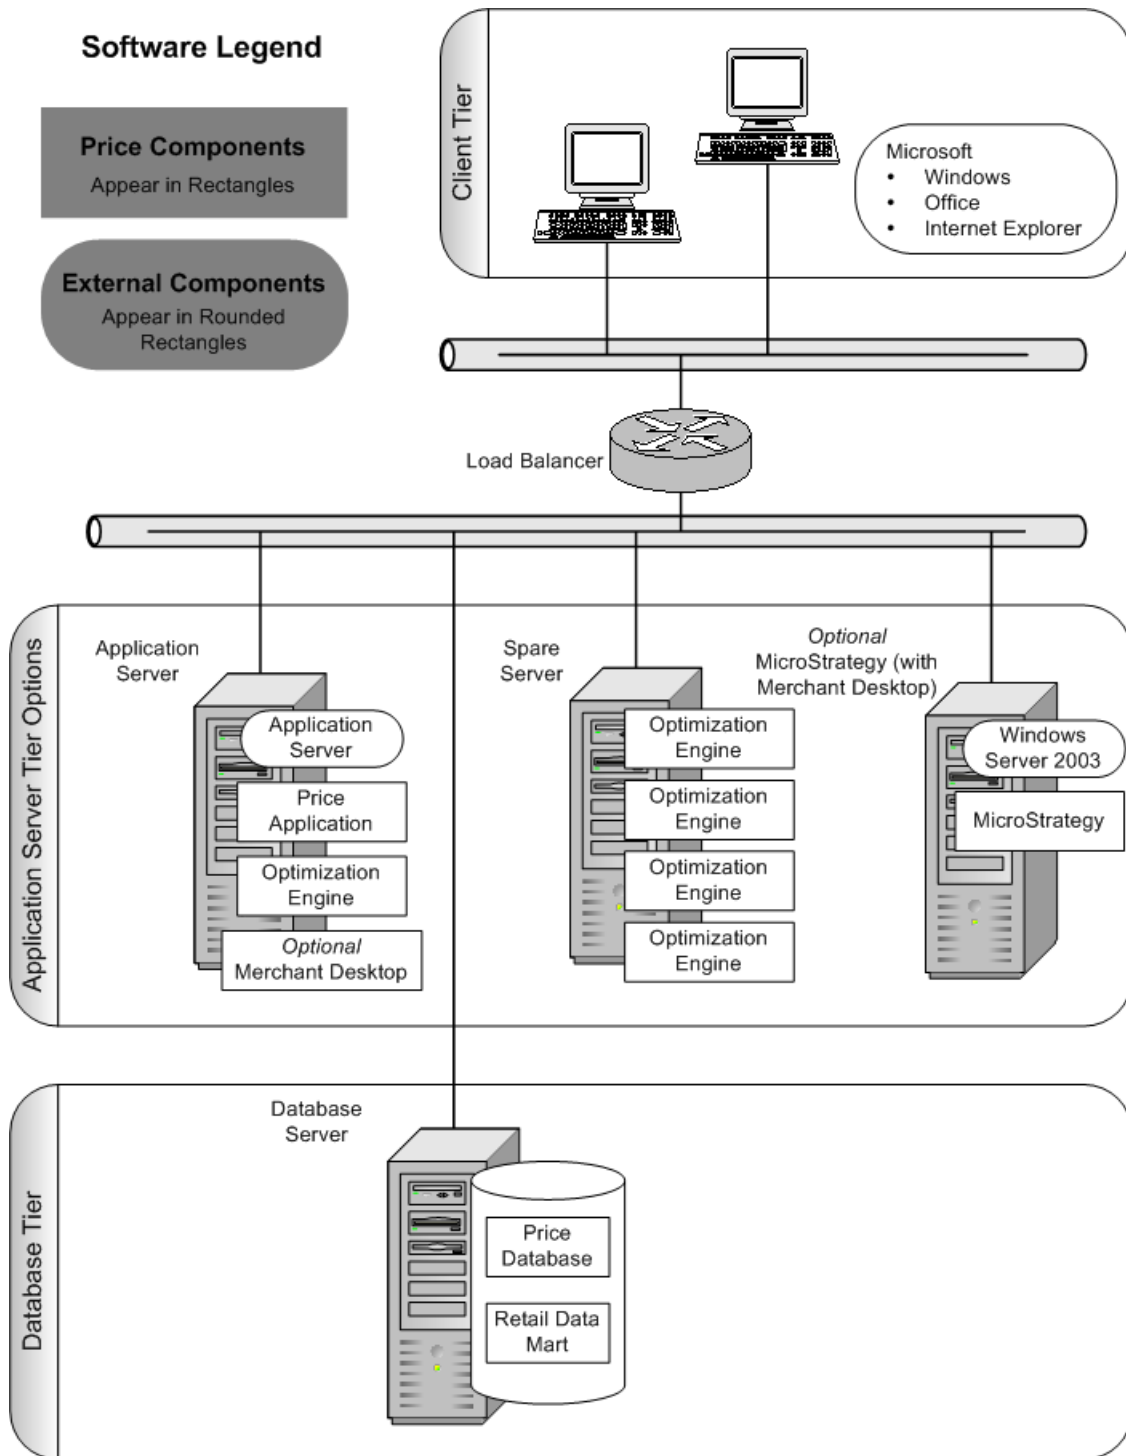 Software Legend
Price Components
Appear in Rectangles
External Components
Appear in Rounded
Rectangles
Client Tier
Microsoft
• Windows
• Office
• Internet Explorer
Load Balancer
Application Server Tier Options
Application
Server
Application
Server
Price
Application
Optimization
Engine
Optional
Merchant Desktop
Spare
Server
Optimization
Engine
Optimization
Engine
Optimization
Engine
Optimization
Engine
Optional
MicroStrategy (with
Merchant Desktop)
Windows
Server 2003
MicroStrategy
Database Tier
Database
Server
Price
Database
Retail Data
Mart